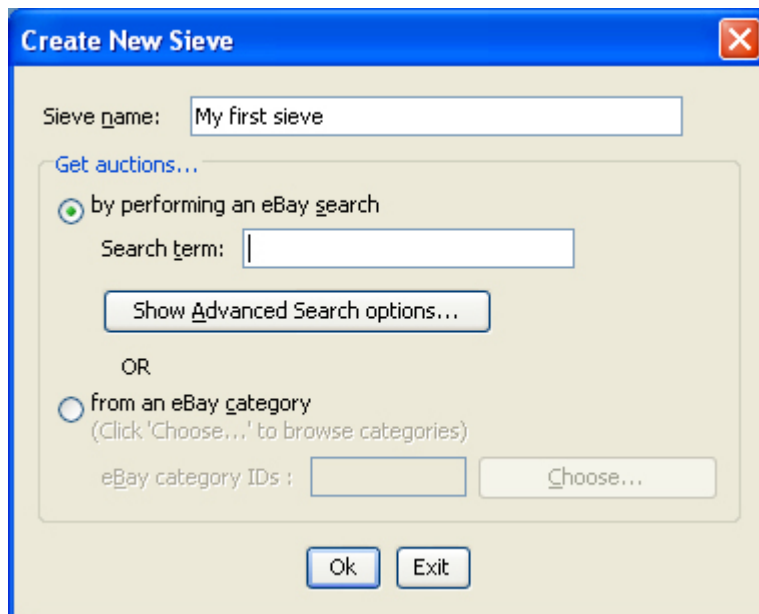 Create New Sieve
Sieve name: My first sieve
Get auctions...
by performing an eBay search
Search term:
Show Advanced Search options...
OR
from an eBay category
(Click 'Choose...' to browse categories)
eBay category IDs : Choose...
Ok Exit